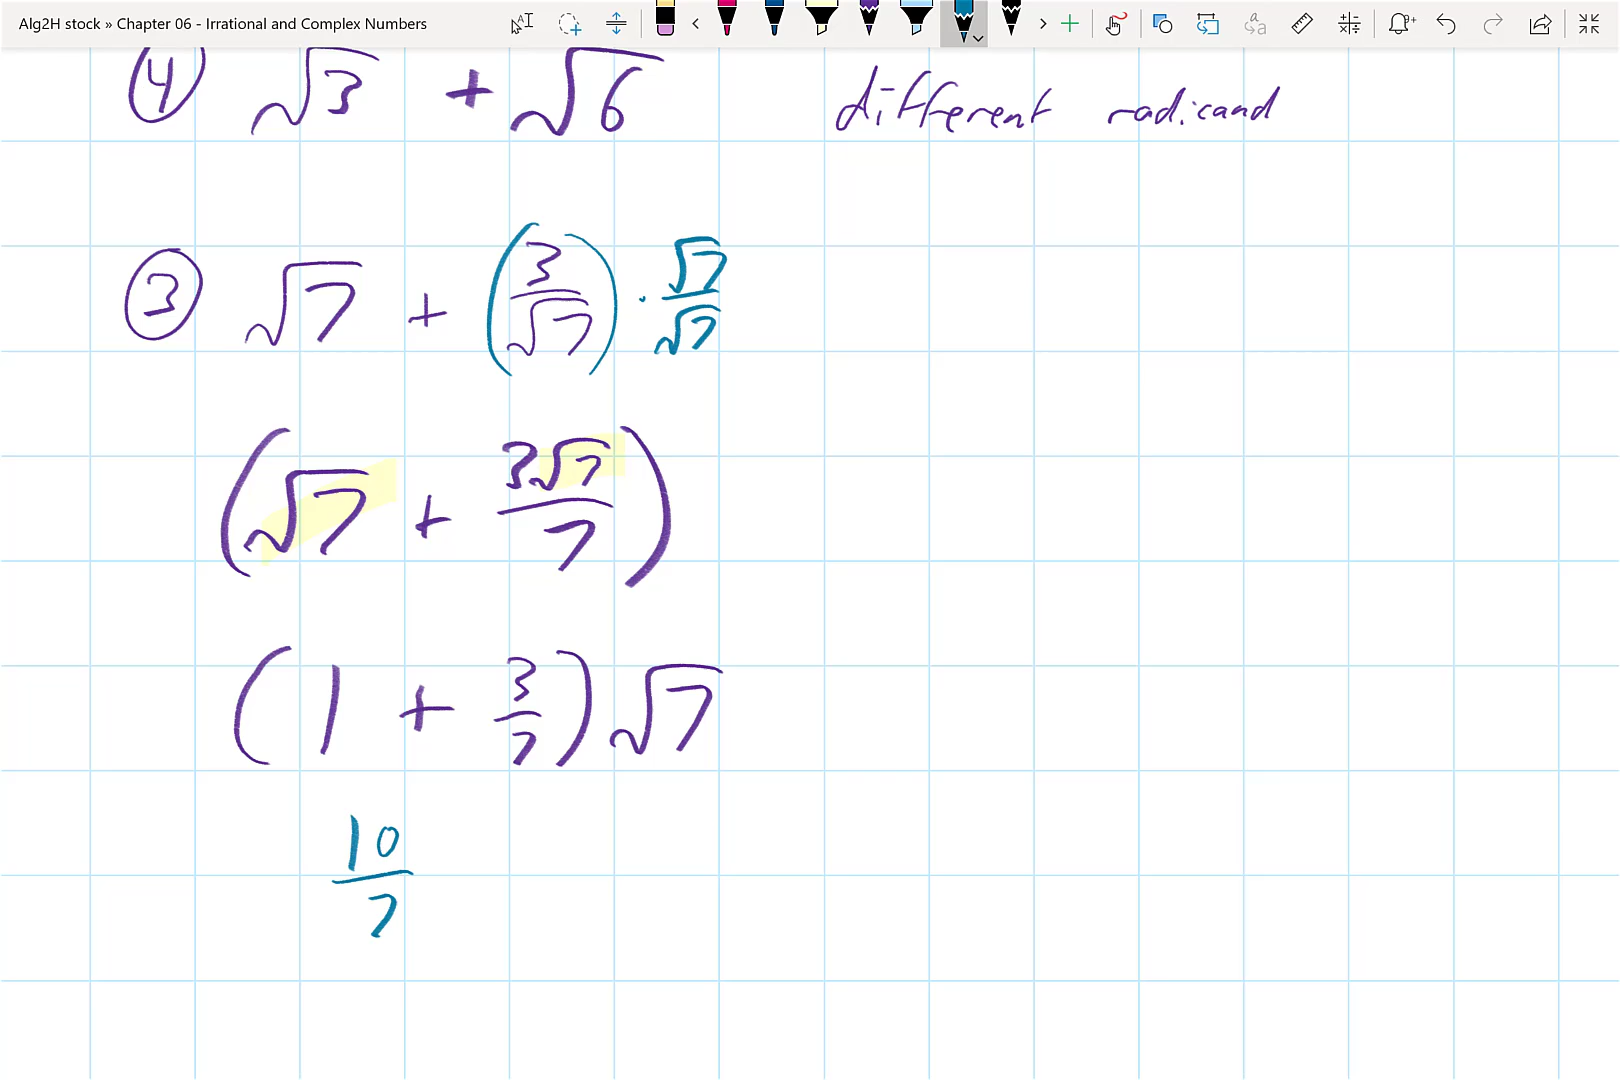 Alg2H stock » Chapter 06 - Irrational and Complex Numbers
④ √3 + √6 different radicand
③ √7 + (3/√7) · √7/√7
(√7 + 3√7/7)
(1 + 3/7)√7
10/7